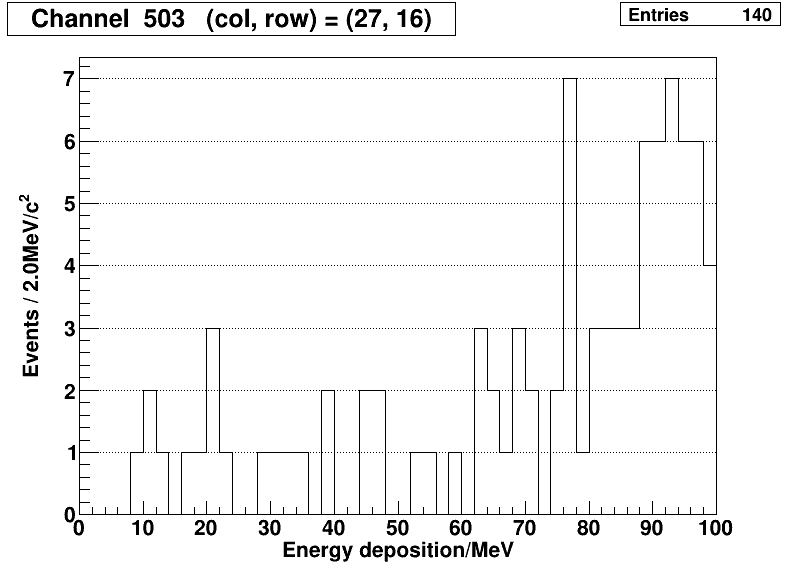 Channel 503 (col, row) = (27, 16)
Entries 140
7
6
5
4
3
2
1
0
Events / 2.0MeV/c²
0 10 20 30 40 50 60 70 80 90 100
Energy deposition/MeV